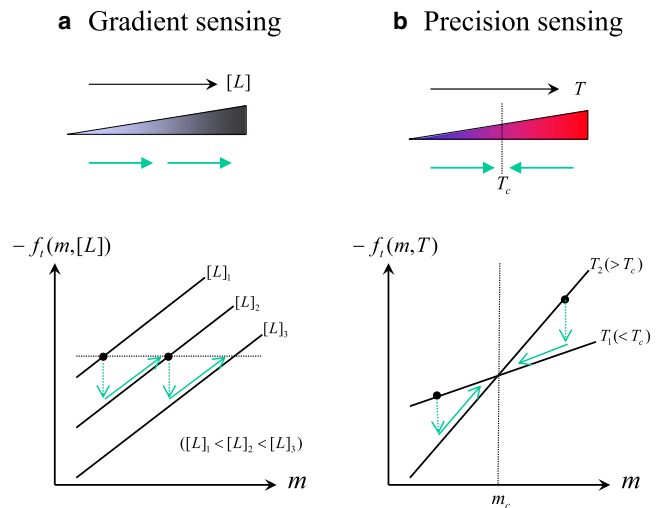 a Gradient sensing
[L]
− f_t(m,[L])
[L]_1
[L]_2
[L]_3
([L]_1 < [L]_2 < [L]_3)
m
b Precision sensing
T
T_c
− f_t(m,T)
T_2(> T_c)
T_1(< T_c)
m
m_c